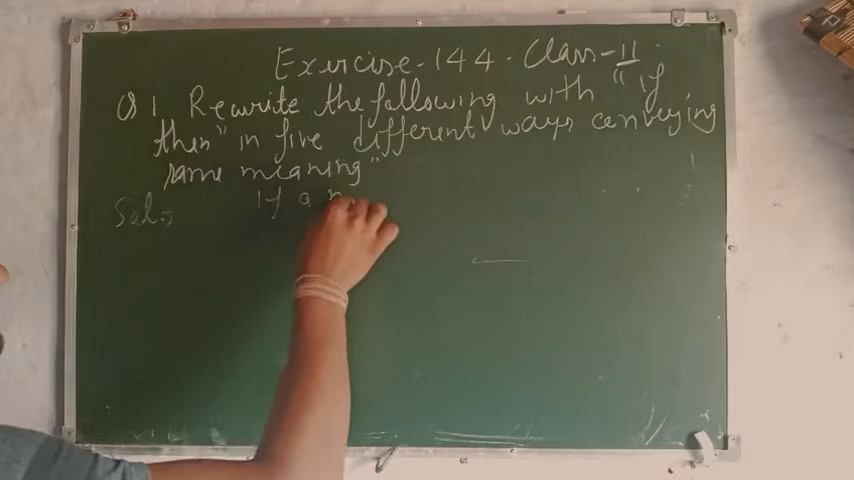 Exercise-144. Class-11
Q1 Rewrite the following with "if
then" in five different ways conveying
same meaning"
Sol:- If a n